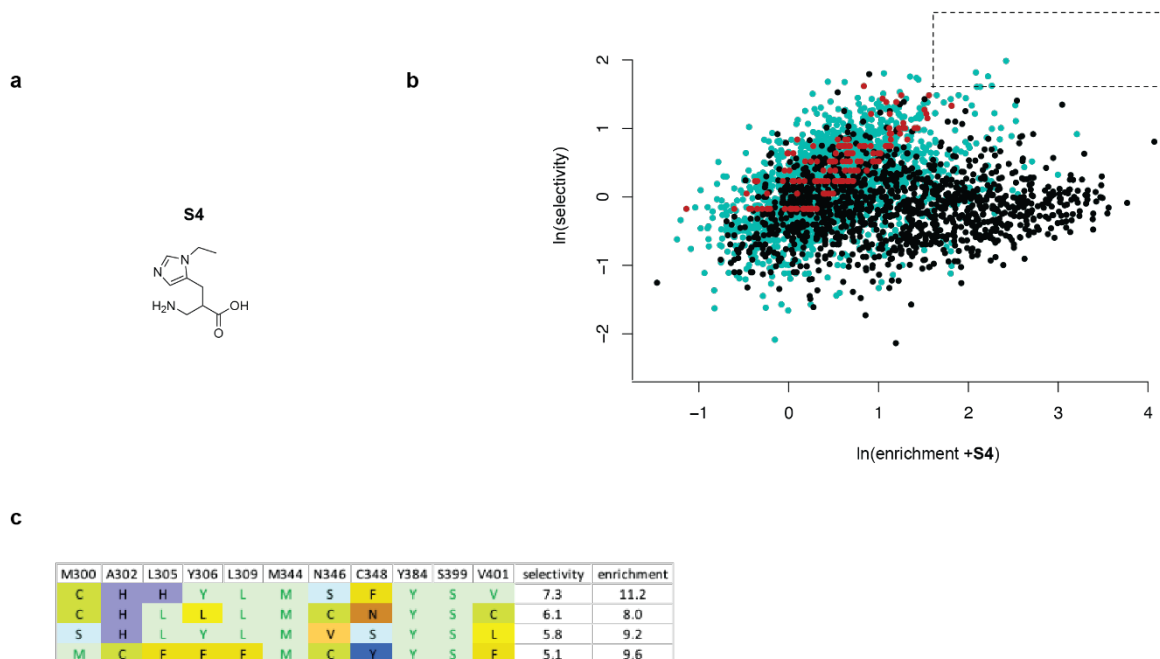 a
b
S4
N
N
H₂N
OH
O
ln(selectivity)
2
1
0
−1
−2
−1 0 1 2 3 4
ln(enrichment +S4)
c
M300 A302 L305 Y306 L309 M344 N346 C348 Y384 S399 V401 selectivity enrichment
C H H Y L M S F Y S V 7.3 11.2
C H L L L M C N Y S C 6.1 8.0
S H L Y L M V S Y S L 5.8 9.2
M C F F F M C Y Y S F 5.1 9.6